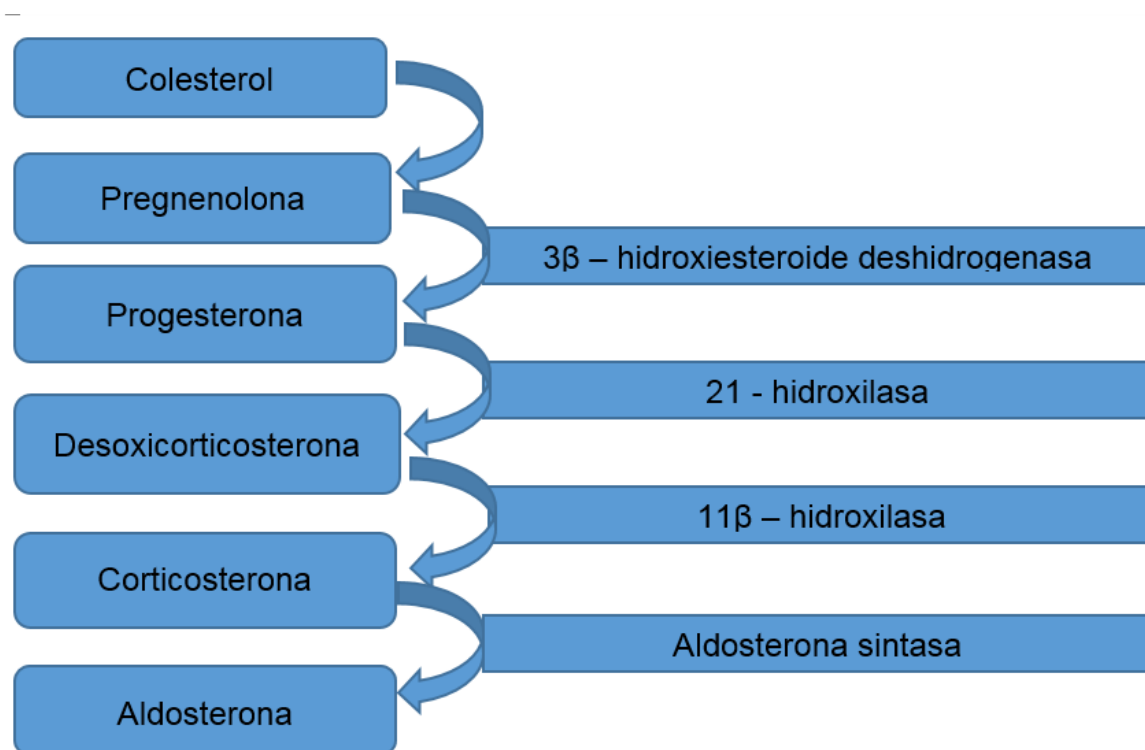 Colesterol
Pregnenolona
3β – hidroxiesteroide deshidrogenasa
Progesterona
21 - hidroxilasa
Desoxicorticosterona
11β – hidroxilasa
Corticosterona
Aldosterona sintasa
Aldosterona